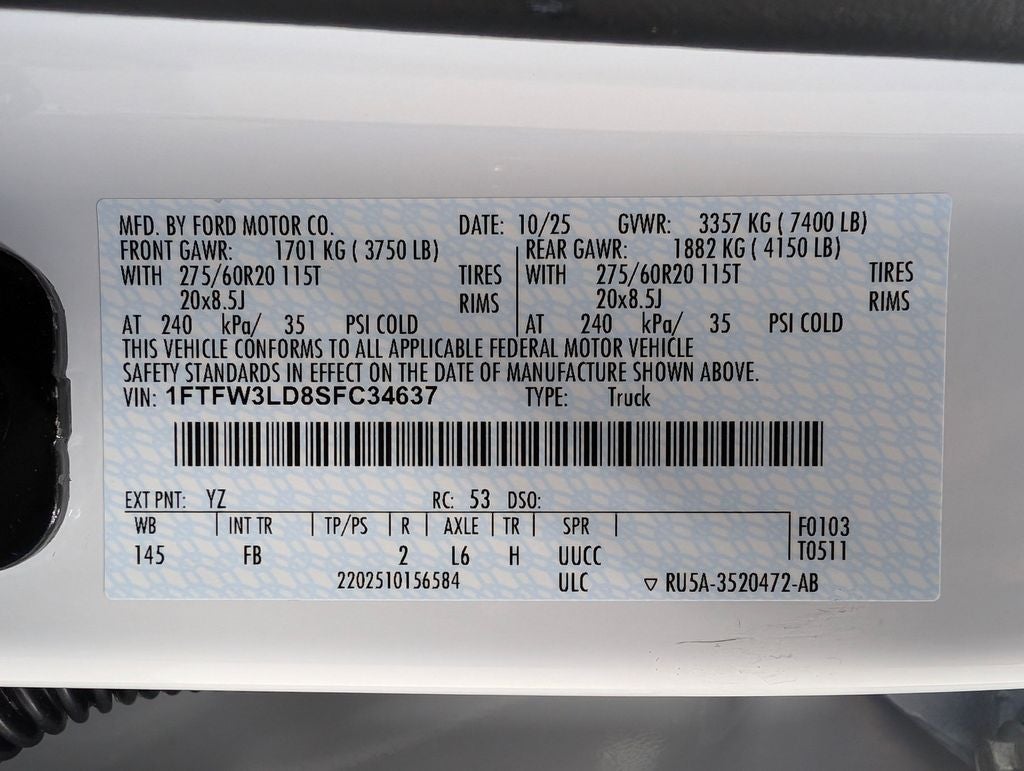 MFD. BY FORD MOTOR CO. DATE: 10/25 GVWR: 3357 KG ( 7400 LB)
FRONT GAWR: 1701 KG ( 3750 LB) REAR GAWR: 1882 KG ( 4150 LB)
WITH 275/60R20 115T TIRES WITH 275/60R20 115T TIRES
20x8.5J RIMS 20x8.5J RIMS
AT 240 kPa/ 35 PSI COLD AT 240 kPa/ 35 PSI COLD
THIS VEHICLE CONFORMS TO ALL APPLICABLE FEDERAL MOTOR VEHICLE
SAFETY STANDARDS IN EFFECT ON THE DATE OF MANUFACTURE SHOWN ABOVE.
VIN: 1FTFW3LD8SFC34637 TYPE: Truck
EXT PNT: YZ RC: 53 DSO:
WB INT TR TP/PS R AXLE TR SPR F0103
145 FB 2 L6 H UUCC T0511
2202510156584 ULC ▽ RU5A-3520472-AB